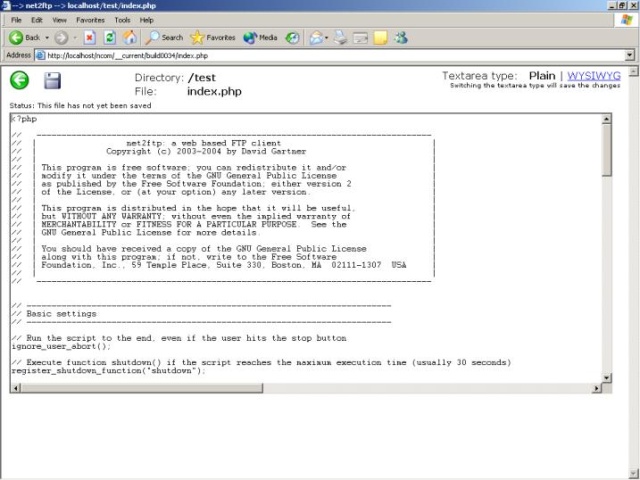 --> net2ftp --> localhost/test/index.php
File Edit View Favorites Tools Help
Back Search Favorites Media
Address http://localhost/ncom/__current/build0034/index.php Go
Directory: /test
File: index.php
Textarea type: Plain | WYSIWYG
Switching the textarea type will save the changes
Status: This file has not yet been saved
<?php
// -------------------------------------------------------------------------------
// | net2ftp: a web based FTP client |
// | Copyright (c) 2003-2004 by David Gartner |
// | |
// | This program is free software; you can redistribute it and/or |
// | modify it under the terms of the GNU General Public License |
// | as published by the Free Software Foundation; either version 2 |
// | of the License, or (at your option) any later version. |
// | |
// | This program is distributed in the hope that it will be useful, |
// | but WITHOUT ANY WARRANTY; without even the implied warranty of |
// | MERCHANTABILITY or FITNESS FOR A PARTICULAR PURPOSE. See the |
// | GNU General Public License for more details. |
// | |
// | You should have received a copy of the GNU General Public License |
// | along with this program; if not, write to the Free Software |
// | Foundation, Inc., 59 Temple Place, Suite 330, Boston, MA 02111-1307 USA |
// | |
// -------------------------------------------------------------------------------
// -------------------------------------------------------------------------
// Basic settings
// -------------------------------------------------------------------------
// Run the script to the end, even if the user hits the stop button
ignore_user_abort();
// Execute function shutdown() if the script reaches the maximum execution time (usually 30 seconds)
register_shutdown_function("shutdown");